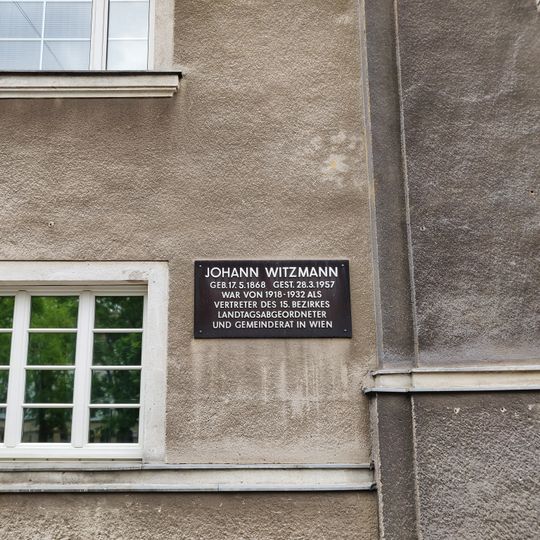 JOHANN WITZMANN
GEB. 17.5.1868 GEST. 28.3.1957
WAR VON 1918-1932 ALS
VERTRETER DES 15. BEZIRKES
LANDTAGSABGEORDNETER
UND GEMEINDERAT IN WIEN